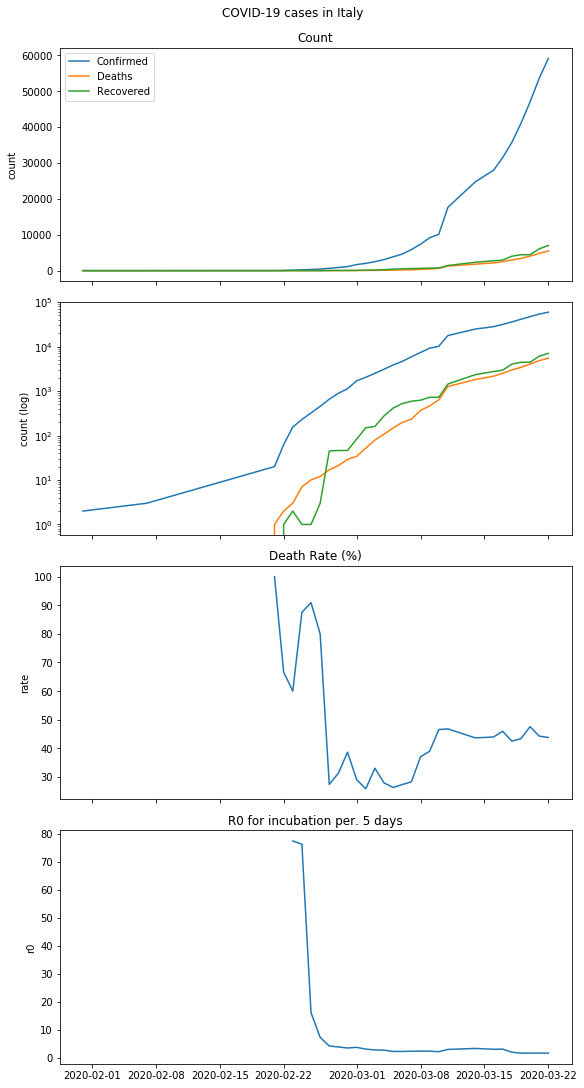 COVID-19 cases in Italy
Count
60000
50000
40000
30000
20000
10000
0
count
Confirmed
Deaths
Recovered
10^5
10^4
10^3
10^2
10^1
10^0
count (log)
Death Rate (%)
100
90
80
70
60
50
40
30
rate
R0 for incubation per. 5 days
80
70
60
50
40
30
20
10
0
r0
2020-02-01 2020-02-08 2020-02-15 2020-02-22 2020-03-01 2020-03-08 2020-03-15 2020-03-22